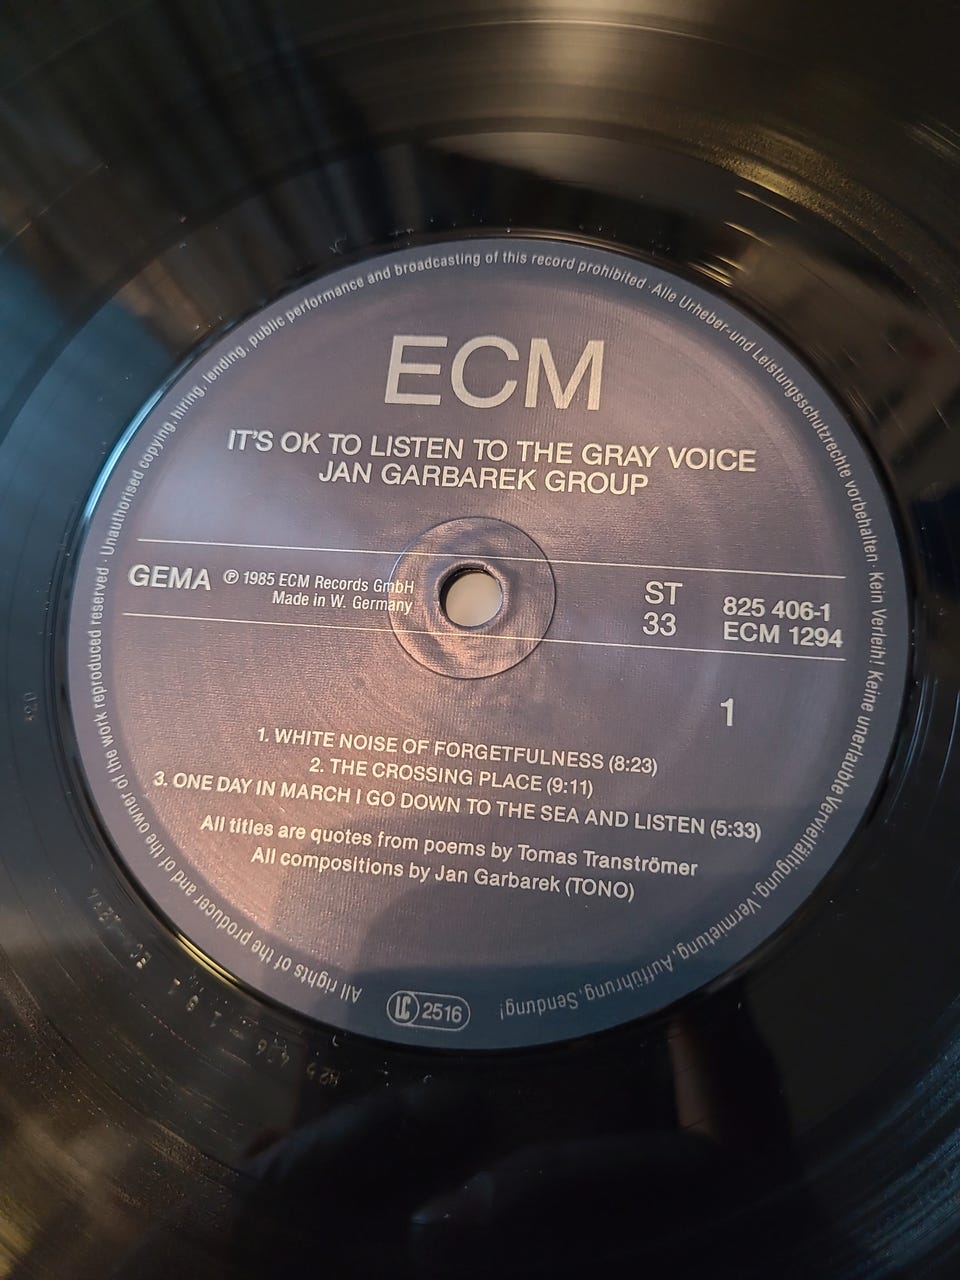 All rights of the producer and of the owner of the work reproduced reserved · Unauthorised copying, hiring, lending, public performance and broadcasting of this record prohibited · Alle Urheber-und Leistungsschutzrechte vorbehalten · Kein Verleih! Keine unerlaubte Vervielfältigung, Vermietung, Aufführung, Sendung!
ECM
IT'S OK TO LISTEN TO THE GRAY VOICE
JAN GARBAREK GROUP
GEMA
℗ 1985 ECM Records GmbH
Made in W. Germany
ST
33
825 406-1
ECM 1294
1
1. WHITE NOISE OF FORGETFULNESS (8:23)
2. THE CROSSING PLACE (9:11)
3. ONE DAY IN MARCH I GO DOWN TO THE SEA AND LISTEN (5:33)
All titles are quotes from poems by Tomas Tranströmer
All compositions by Jan Garbarek (TONO)
LC 2516